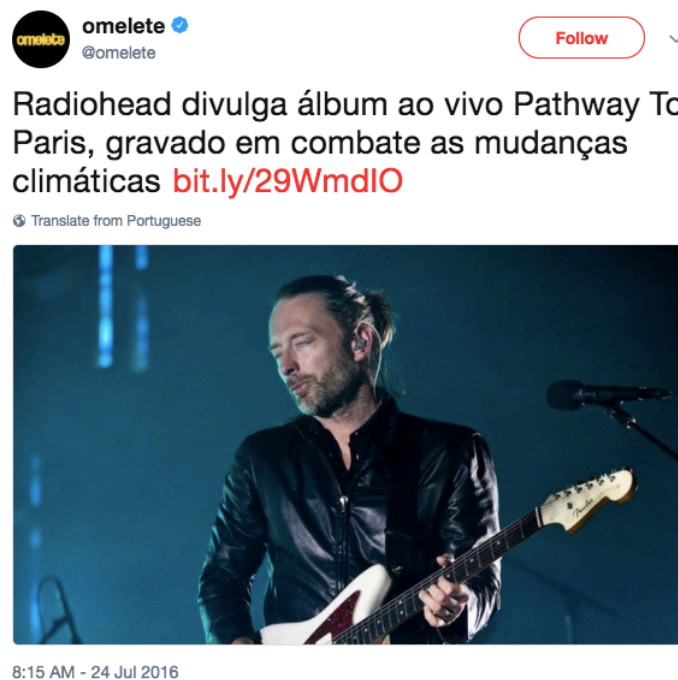 omelete
omelete
@omelete
Follow
Radiohead divulga álbum ao vivo Pathway To
Paris, gravado em combate as mudanças
climáticas bit.ly/29WmdIO
Translate from Portuguese
Fender
8:15 AM - 24 Jul 2016